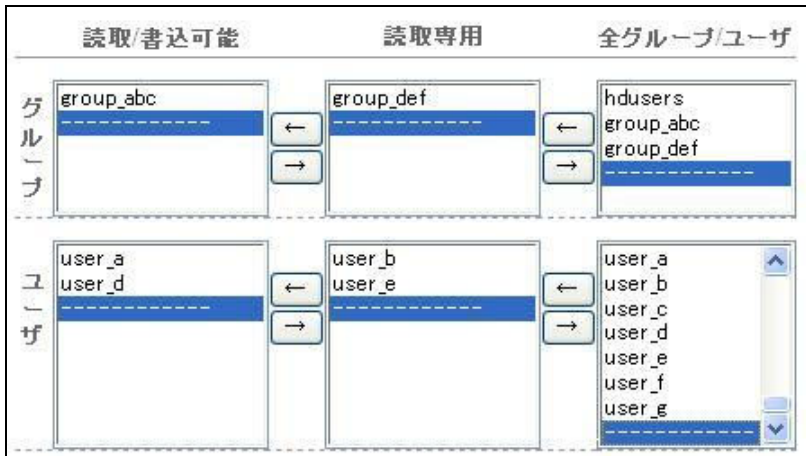 読取/書込可能 読取専用 全グループ/ユーザ
グループ
group_abc
------------
←
→
group_def
------------
←
→
hdusers
group_abc
group_def
------------
ユーザ
user_a
user_d
------------
←
→
user_b
user_e
------------
←
→
user_a
user_b
user_c
user_d
user_e
user_f
user_g
------------